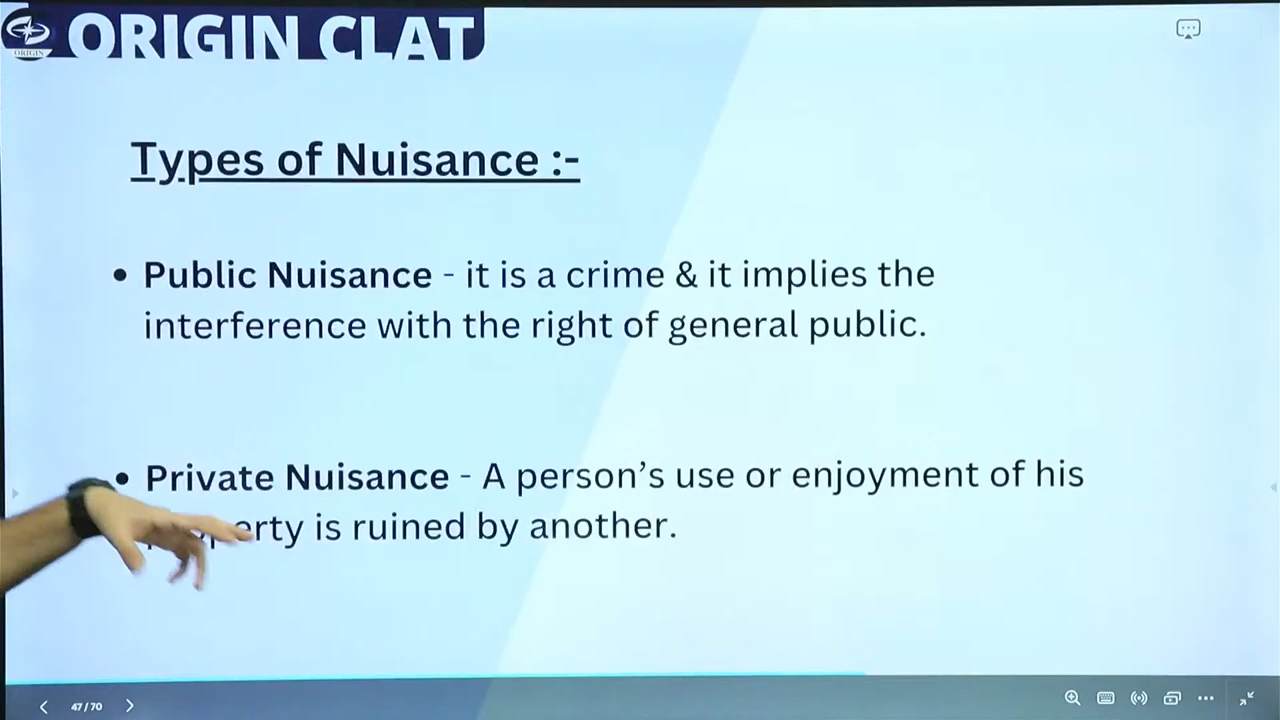 ORIGIN CLAT
ORIGIN
Types of Nuisance :-
• Public Nuisance - it is a crime & it implies the
interference with the right of general public.
• Private Nuisance - A person’s use or enjoyment of his
is ruined by another.
47/70